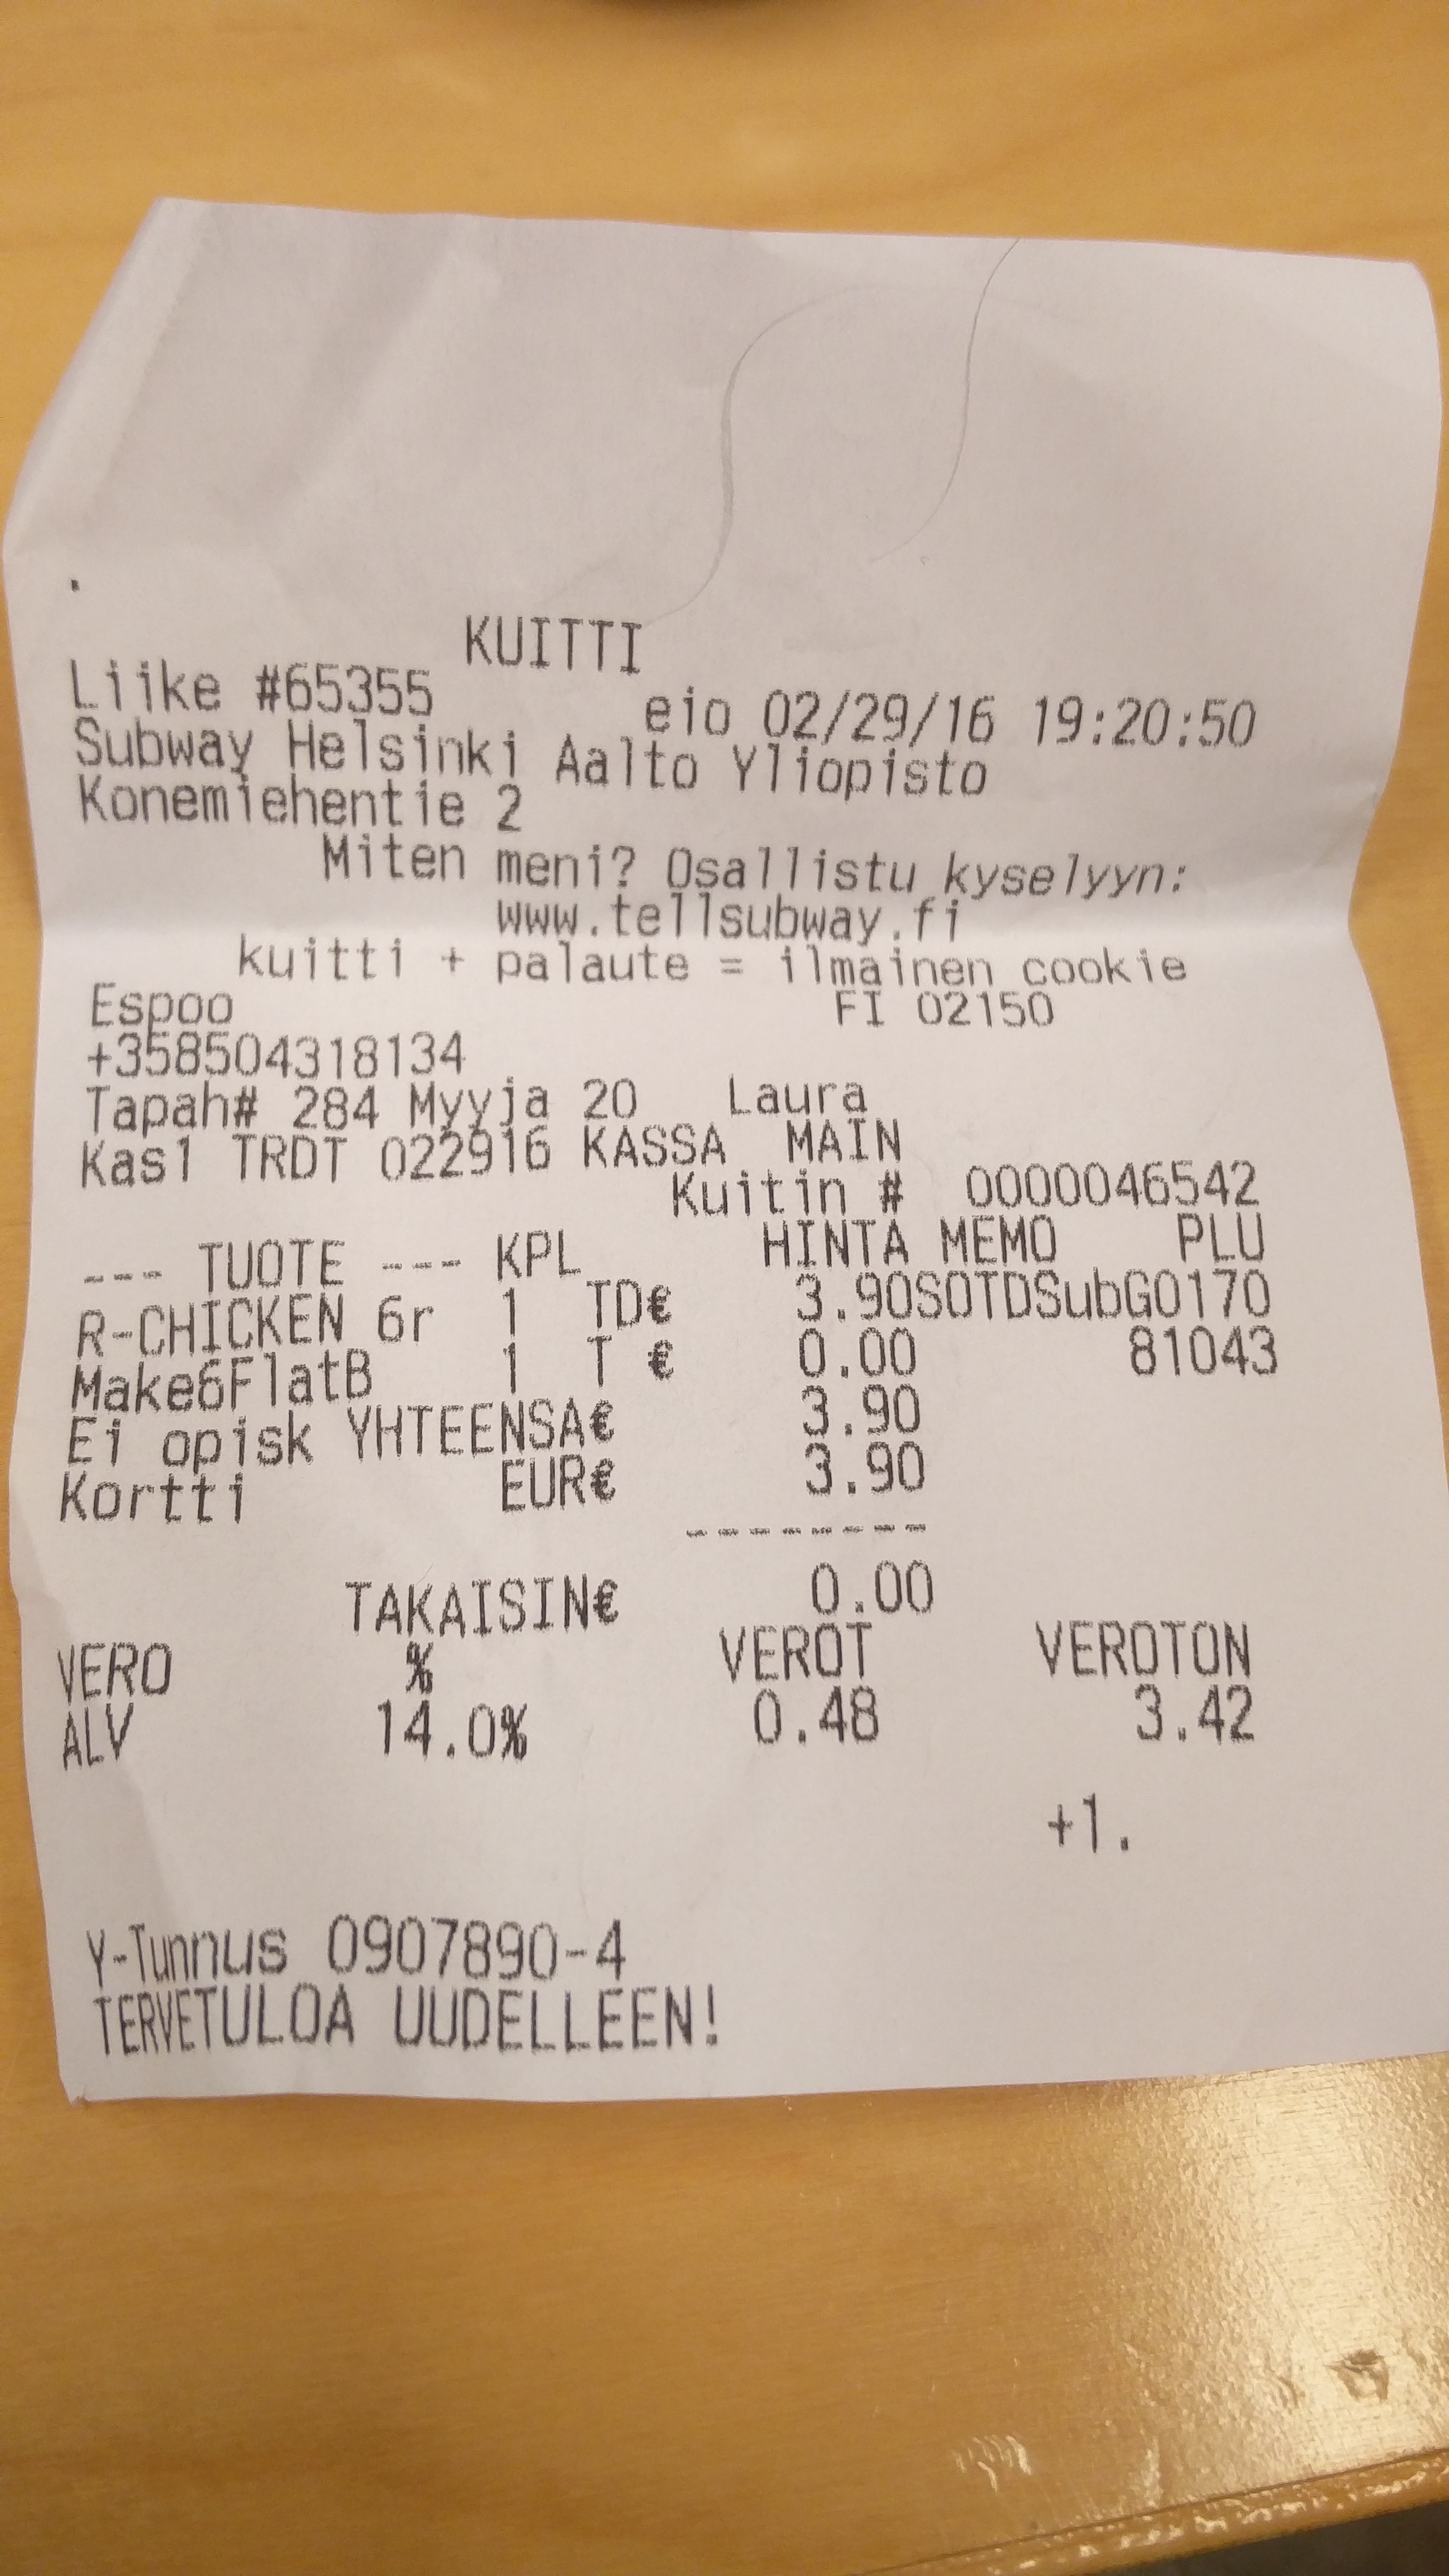 .
KUITTI
Liike #65355 eio 02/29/16 19:20:50
Subway Helsinki Aalto Yliopisto
Konemiehentie 2
Miten meni? Osallistu kyselyyn:
www.tellsubway.fi
kuitti + palaute = ilmainen cookie
Espoo FI 02150
+358504318134
Tapah# 284 Myyja 20 Laura
Kas1 TRDT 022916 KASSA MAIN
Kuitin # 0000046542
--- TUOTE --- KPL HINTA MEMO PLU
R-CHICKEN 6r 1 TD€ 3.90SOTDSubG0170
Make6FlatB 1 T € 0.00 81043
Ei opisk YHTEENSA€ 3.90
Kortti EUR€ 3.90
--------
TAKAISIN€ 0.00
VERO % VEROT VEROTON
ALV 14.0% 0.48 3.42
+1.
Y-Tunnus 0907890-4
TERVETULOA UUDELLEEN!